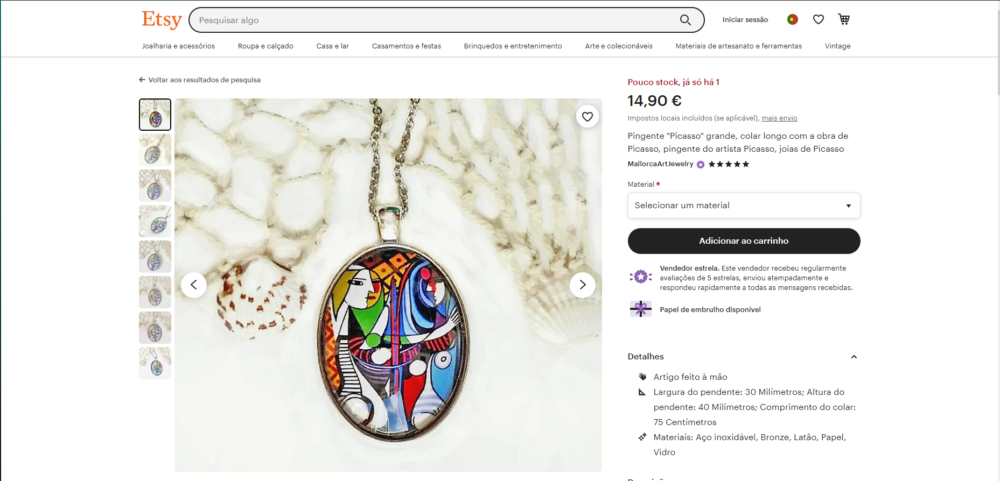 Etsy
Pesquisar algo
Iniciar sessão
Joalharia e acessórios
Roupa e calçado
Casa e lar
Casamentos e festas
Brinquedos e entretenimento
Arte e colecionáveis
Materiais de artesanato e ferramentas
Vintage
Voltar aos resultados de pesquisa
Pouco stock, já só há 1
14,90 €
Impostos locais incluídos (se aplicável), mais envio
Pingente "Picasso" grande, colar longo com a obra de
Picasso, pingente do artista Picasso, joias de Picasso
MallorcaArtJewelry
Material*
Selecionar um material
Adicionar ao carrinho
Vendedor estrela. Este vendedor recebeu regularmente
avaliações de 5 estrelas, enviou atempadamente e
respondeu rapidamente a todas as mensagens recebidas.
Papel de embrulho disponível
Detalhes
Artigo feito à mão
Largura do pendente: 30 Milímetros; Altura do
pendente: 40 Milímetros; Comprimento do colar:
75 Centímetros
Materiais: Aço inoxidável, Bronze, Latão, Papel,
Vidro